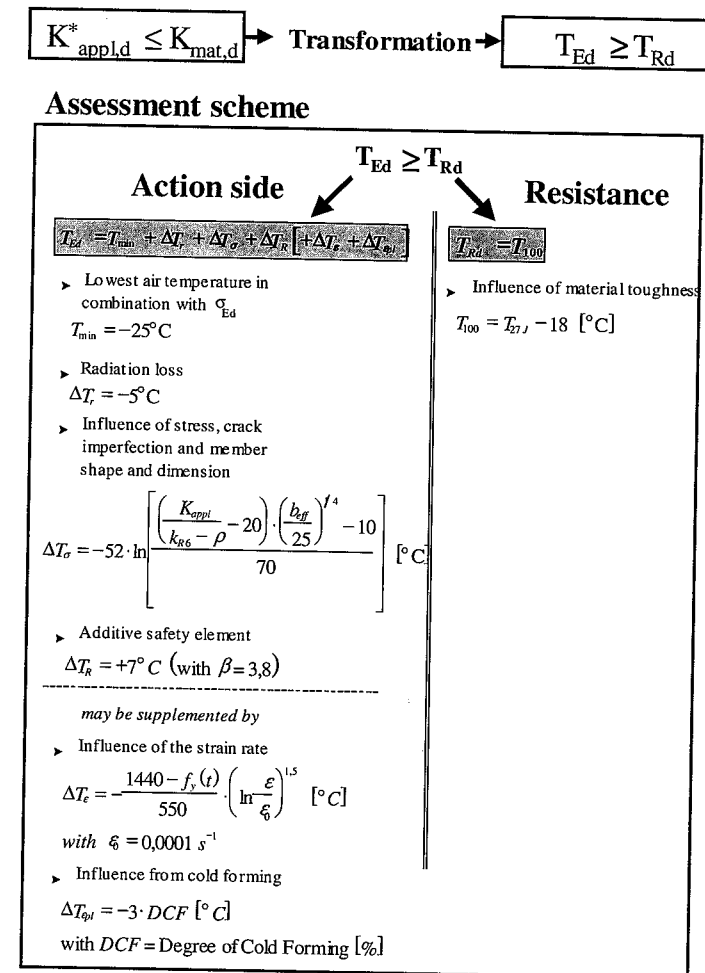 K*appl,d ≤ Kmat,d → Transformation → TEd ≥ TRd
Assessment scheme
TEd ≥ TRd
Action side
Resistance
TEd = Tmin + ΔTr + ΔTσ + ΔTR [+ ΔTε + ΔTεpl]
TRd = T100
➤ Lowest air temperature in
combination with σEd
Tmin = −25°C
➤ Radiation loss
ΔTr = −5°C
➤ Influence of stress, crack
imperfection and member
shape and dimension
ΔTσ = −52 · ln[((Kappl / (kR6 − ρ) − 20) · (beff / 25)^1/4 − 10) / 70] [°C]
➤ Additive safety element
ΔTR = +7°C (with β = 3,8)
may be supplemented by
➤ Influence of the strain rate
ΔTε = − (1440 − fy(t)) / 550 · (ln ε / ε0)^1,5 [°C]
with ε0 = 0,0001 s⁻¹
➤ Influence from cold forming
ΔTεpl = −3 · DCF [°C]
with DCF = Degree of Cold Forming [%]
➤ Influence of material toughness
T100 = T27J − 18 [°C]